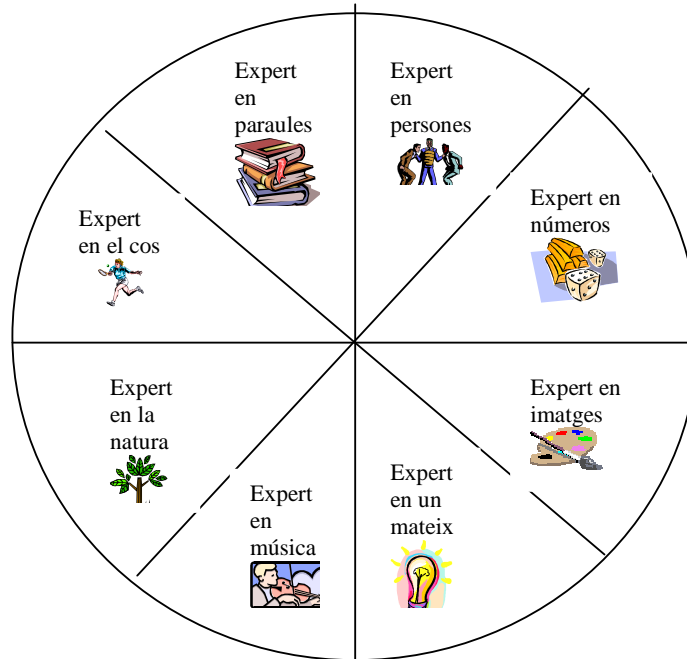 Expert
en
paraules
Expert
en
persones
Expert en
números
Expert
en el cos
Expert
en la
natura
Expert en
imatges
Expert
en
música
Expert
en un
mateix